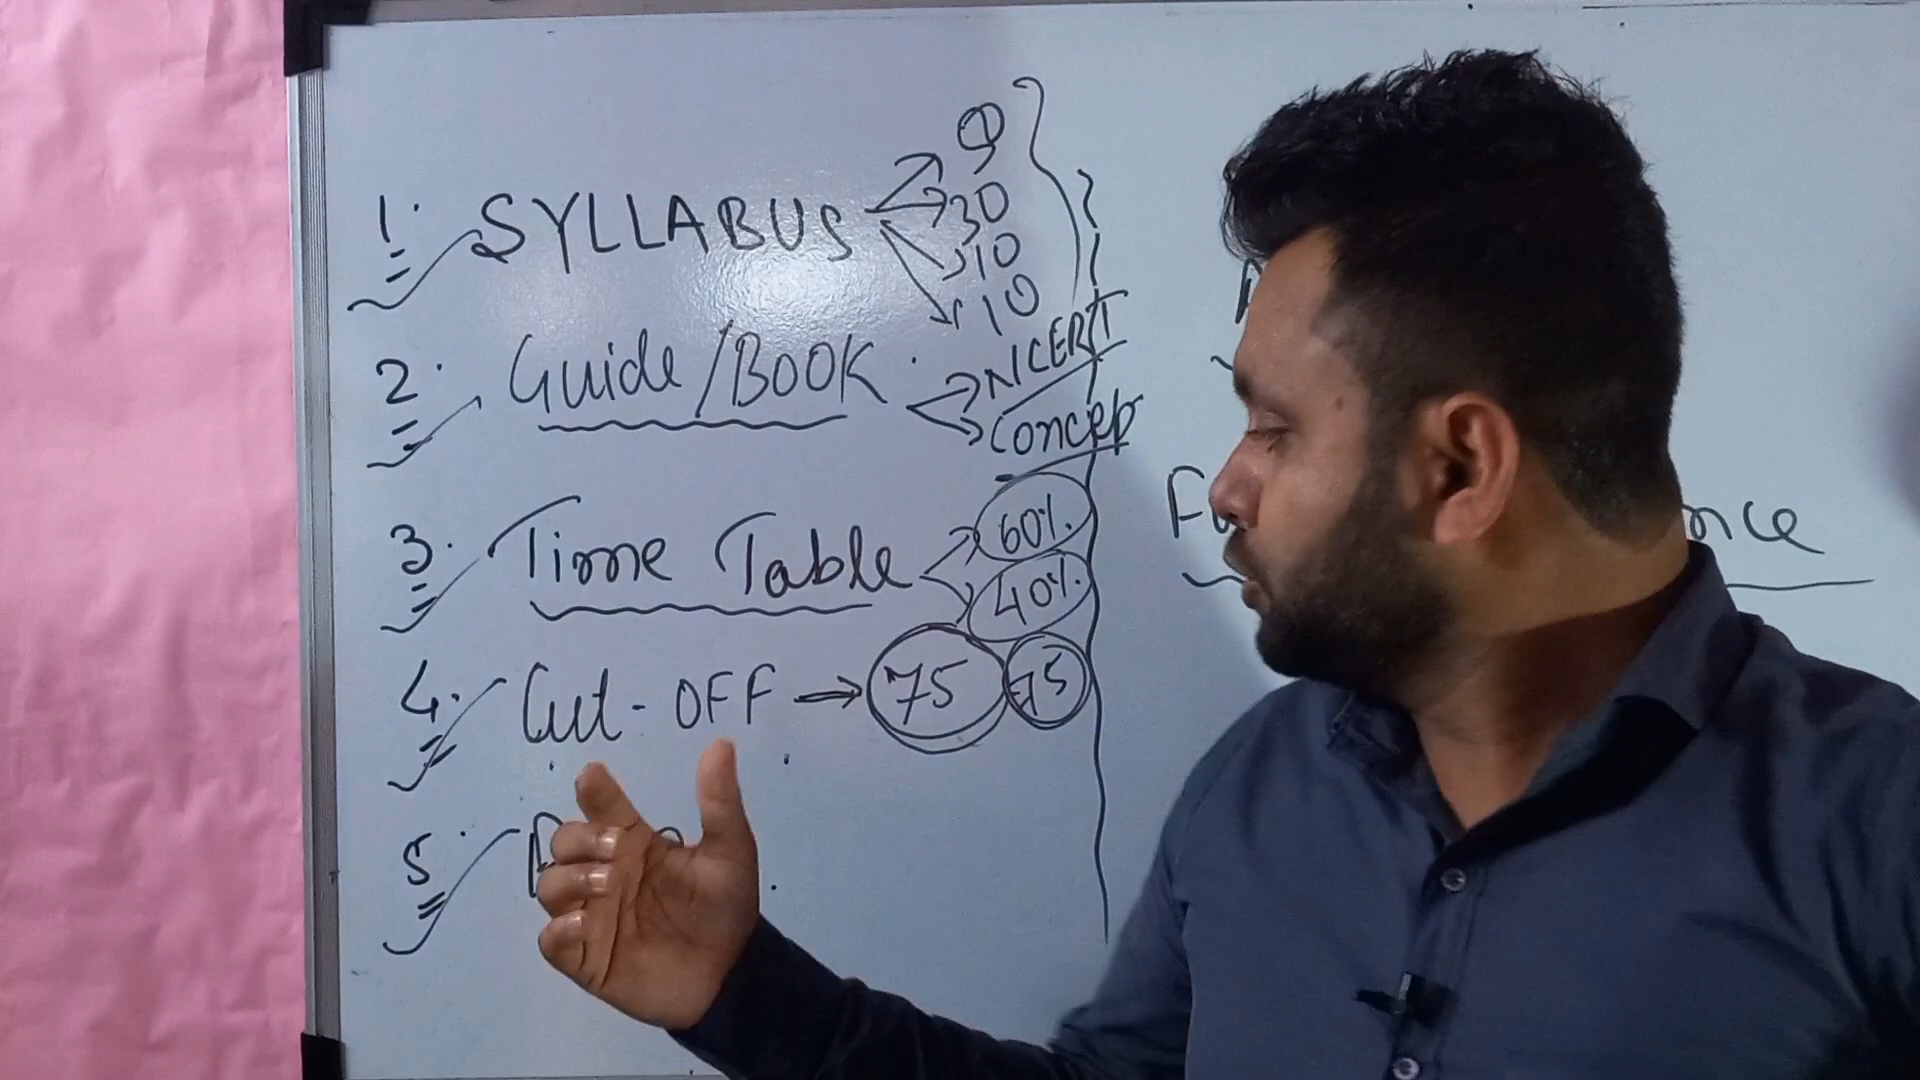 1. SYLLABUS
9
30
10
10
2. Guide/BOOK
NCERT
Concep
3. Time Table
60%
40%
4. Cut-OFF → 75 75
5.